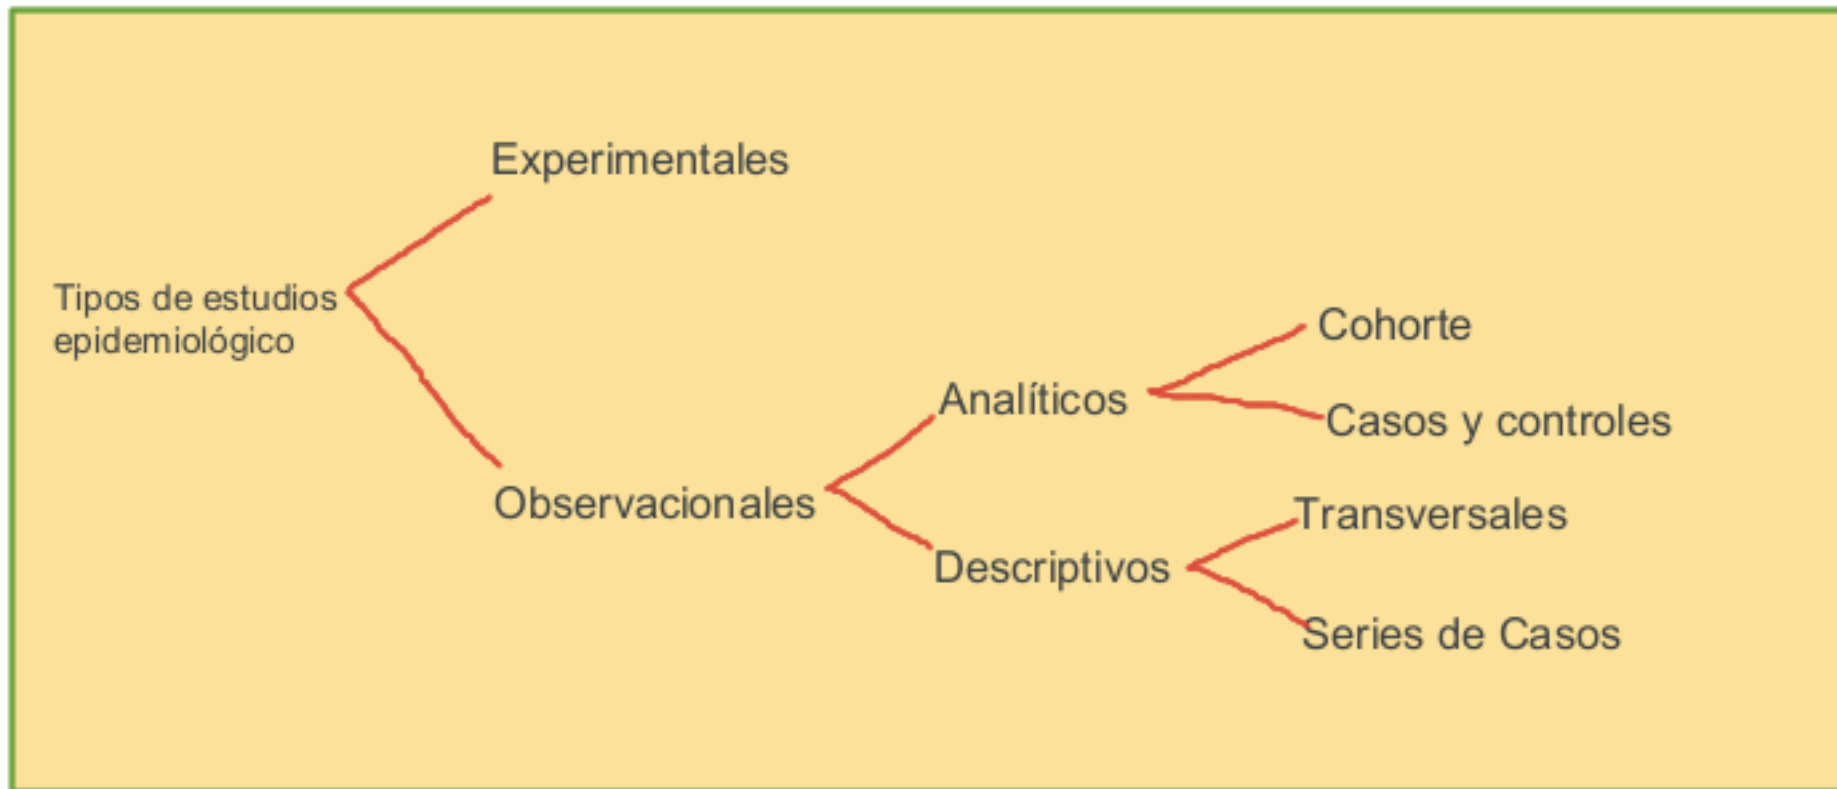 Experimentales
Tipos de estudios
epidemiológico
Cohorte
Analíticos
Casos y controles
Observacionales
Transversales
Descriptivos
Series de Casos